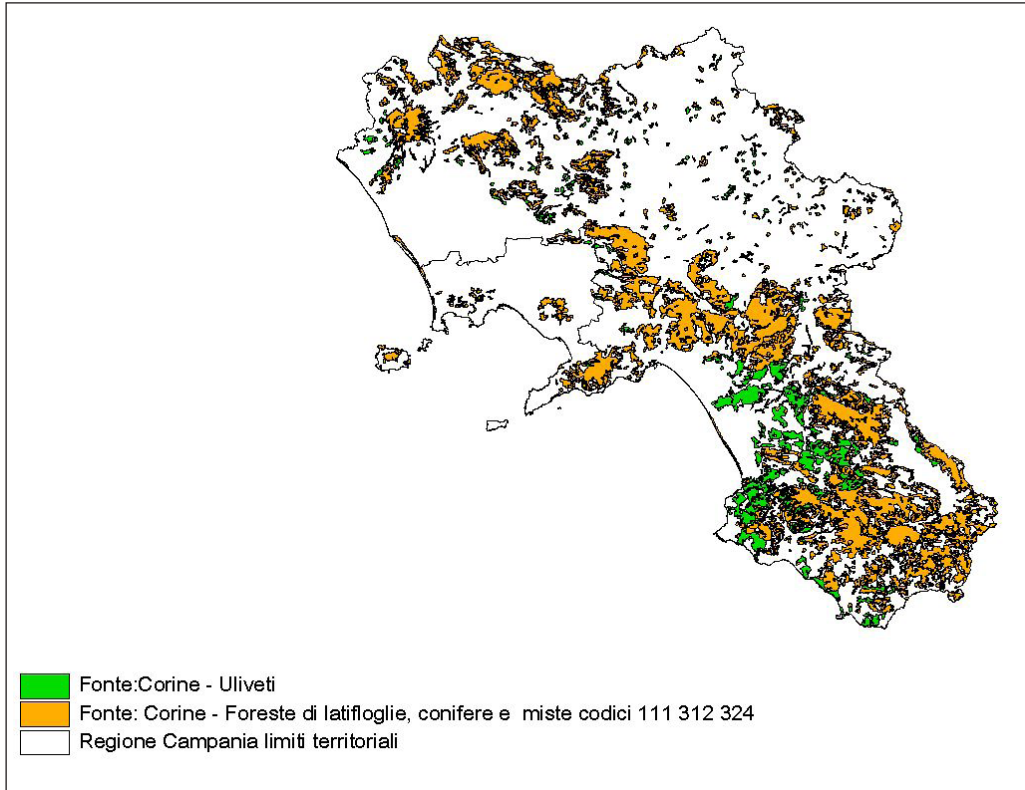 Fonte:Corine - Uliveti
Fonte: Corine - Foreste di latifloglie, conifere e miste codici 111 312 324
Regione Campania limiti territoriali